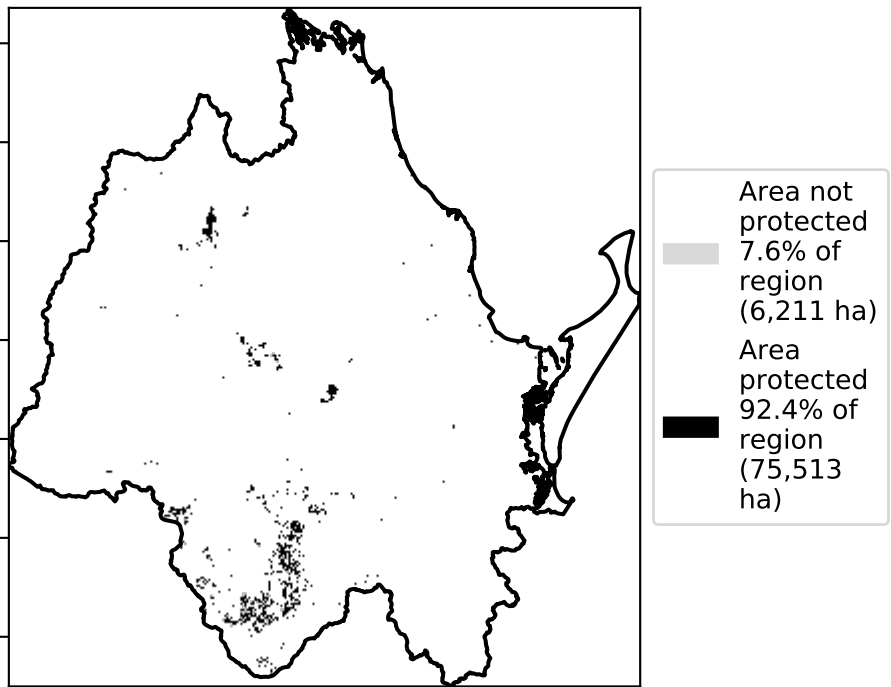 Area not
protected
7.6% of
region
(6,211 ha)
Area
protected
92.4% of
region
(75,513
ha)